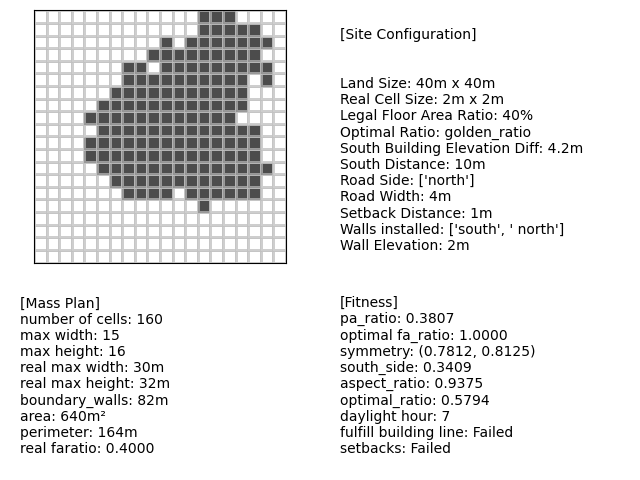 [Site Configuration]
Land Size: 40m x 40m
Real Cell Size: 2m x 2m
Legal Floor Area Ratio: 40%
Optimal Ratio: golden_ratio
South Building Elevation Diff: 4.2m
South Distance: 10m
Road Side: ['north']
Road Width: 4m
Setback Distance: 1m
Walls installed: ['south', ' north']
Wall Elevation: 2m
[Mass Plan]
number of cells: 160
max width: 15
max height: 16
real max width: 30m
real max height: 32m
boundary_walls: 82m
area: 640m²
perimeter: 164m
real faratio: 0.4000
[Fitness]
pa_ratio: 0.3807
optimal fa_ratio: 1.0000
symmetry: (0.7812, 0.8125)
south_side: 0.3409
aspect_ratio: 0.9375
optimal_ratio: 0.5794
daylight hour: 7
fulfill building line: Failed
setbacks: Failed